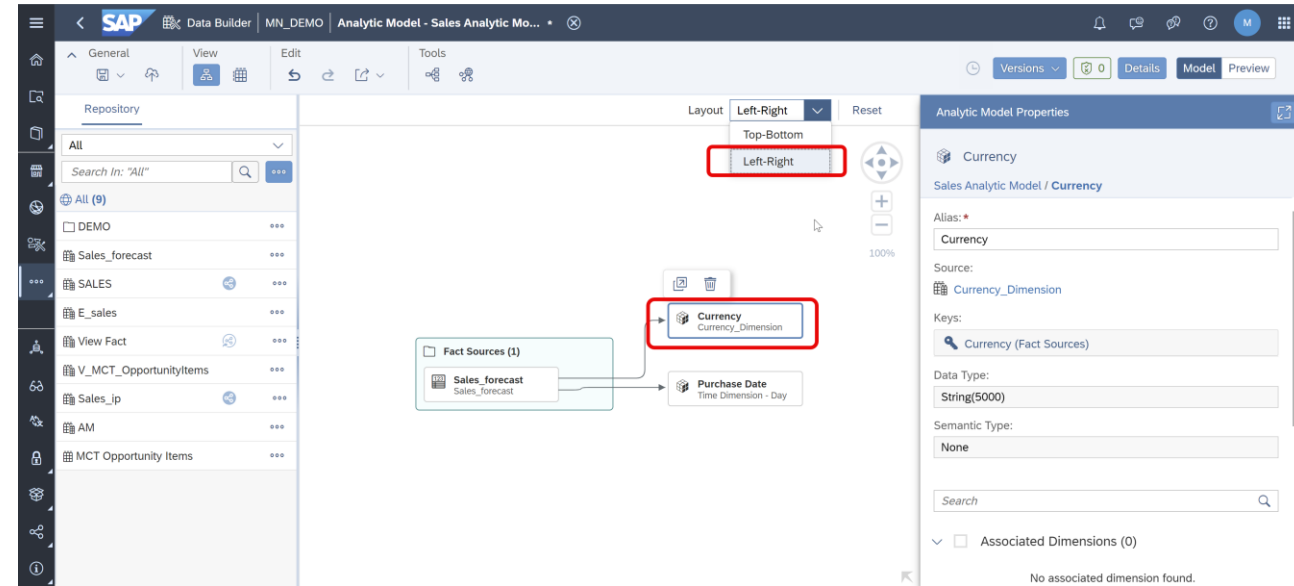 SAP Data Builder MN_DEMO Analytic Model - Sales Analytic Mo... *
M
General View Edit Tools
Versions 0 Details Model Preview
Repository
Layout Left-Right Reset
Top-Bottom
Left-Right
All
Search In: "All"
All (9)
DEMO
Sales_forecast
SALES
E_sales
View Fact
V_MCT_OpportunityItems
Sales_ip
AM
MCT Opportunity Items
100%
Fact Sources (1)
Sales_forecast
Sales_forecast
Currency
Currency_Dimension
Purchase Date
Time Dimension - Day
Analytic Model Properties
Currency
Sales Analytic Model / Currency
Alias: *
Currency
Source:
Currency_Dimension
Keys:
Currency (Fact Sources)
Data Type:
String(5000)
Semantic Type:
None
Search
Associated Dimensions (0)
No associated dimension found.